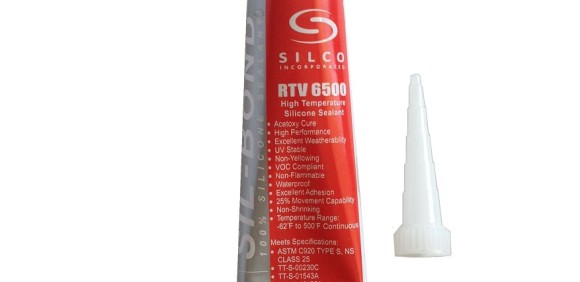 SILCO
INCORPORATED
RTV 6500
High Temperature
Silicone Sealant
• Acetoxy Cure
• High Performance
• Excellent Weatherability
• UV Stable
• Non-Yellowing
• VOC Compliant
• Non-Flammable
• Waterproof
• Excellent Adhesion
• 25% Movement Capability
• Non-Shrinking
• Temperature Range:
-62˚F to 500˚F Continuous
Meets Specifications:
• ASTM C920 TYPE S, NS
CLASS 25
• TT-S-00230C
• TT-S-01543A
SIL-BOND
100% SILICONE